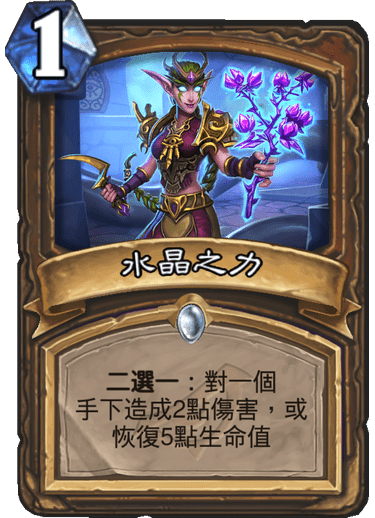 1
水晶之力
二選一：對一個
手下造成2點傷害，或
恢復5點生命值